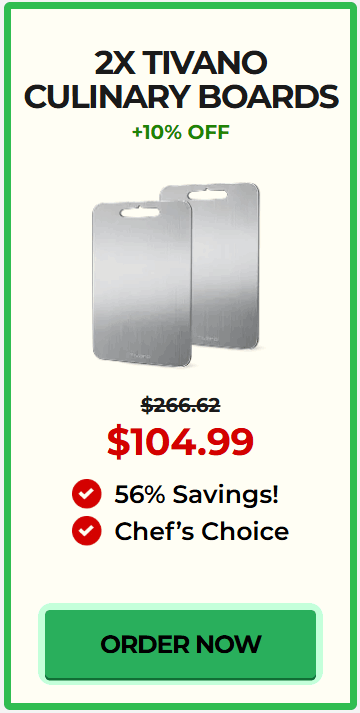 2X TIVANO
CULINARY BOARDS
+10% OFF
$266.62
$104.99
56% Savings!
Chef’s Choice
ORDER NOW